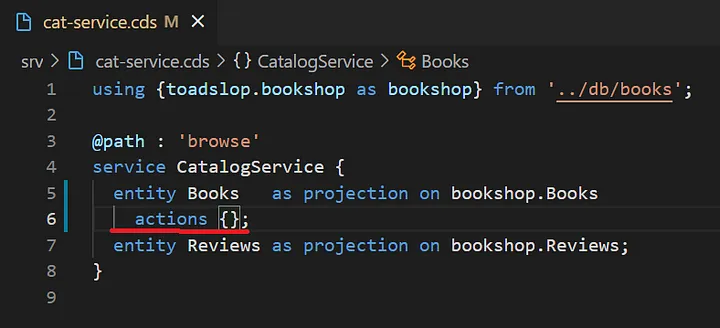 cat-service.cds M ×
srv > cat-service.cds > {} CatalogService > Books
1 using {toadslop.bookshop as bookshop} from '../db/books';
2
3 @path : 'browse'
4 service CatalogService {
5 entity Books   as projection on bookshop.Books
6 actions {};
7 entity Reviews as projection on bookshop.Reviews;
8 }
9